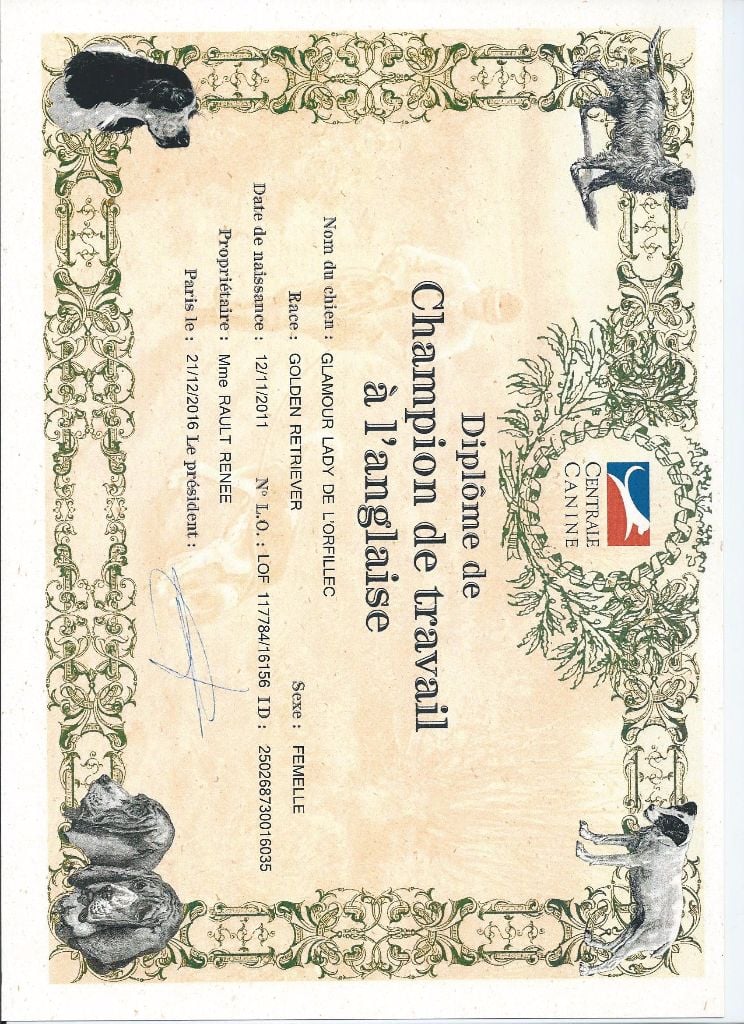 CENTRALE
CANINE
Diplôme de
Champion de travail
à l'anglaise
Nom du chien : GLAMOUR LADY DE L'ORFILLEC
Race : GOLDEN RETRIEVER Sexe : FEMELLE
Date de naissance : 12/11/2011 N° L.O. : LOF 117784/16156 ID : 250268730016035
Propriétaire : Mme RAULT RENEE
Paris le : 21/12/2016 Le président :